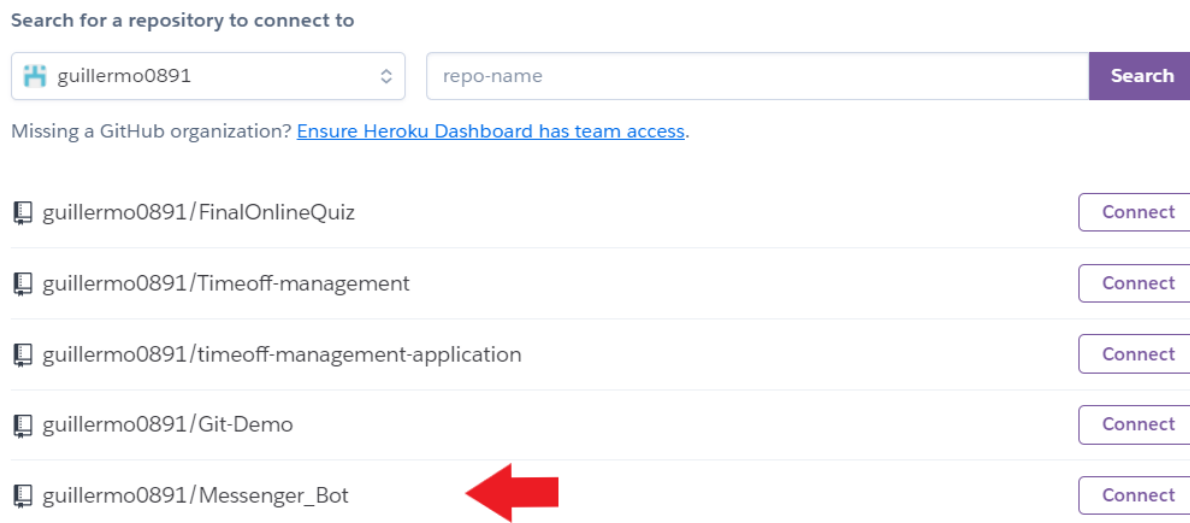 Search for a repository to connect to
guillermo0891
repo-name
Search
Missing a GitHub organization? Ensure Heroku Dashboard has team access.
guillermo0891/FinalOnlineQuiz
Connect
guillermo0891/Timeoff-management
Connect
guillermo0891/timeoff-management-application
Connect
guillermo0891/Git-Demo
Connect
guillermo0891/Messenger_Bot
Connect